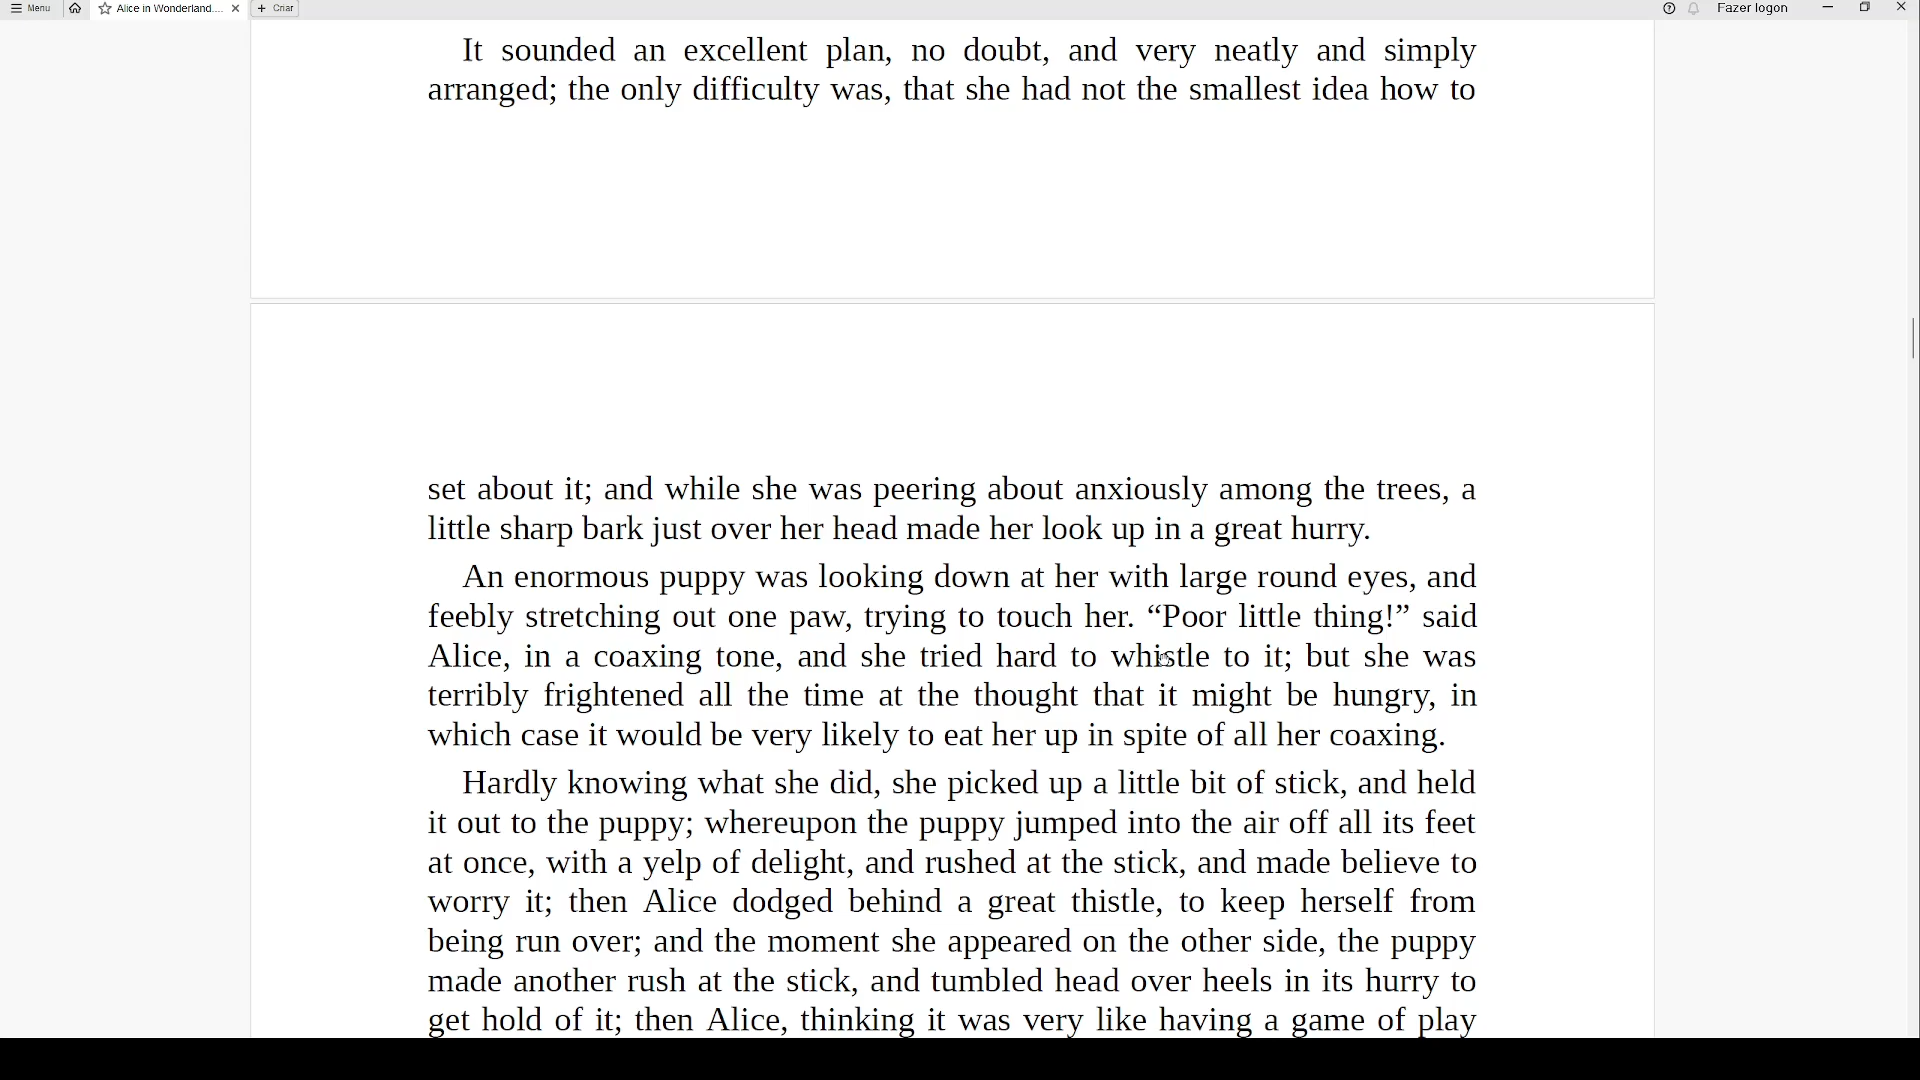 Menu Alice in Wonderland.... Criar Fazer logon
It sounded an excellent plan, no doubt, and very neatly and simply
arranged; the only difficulty was, that she had not the smallest idea how to
set about it; and while she was peering about anxiously among the trees, a
little sharp bark just over her head made her look up in a great hurry.
An enormous puppy was looking down at her with large round eyes, and
feebly stretching out one paw, trying to touch her. “Poor little thing!” said
Alice, in a coaxing tone, and she tried hard to whistle to it; but she was
terribly frightened all the time at the thought that it might be hungry, in
which case it would be very likely to eat her up in spite of all her coaxing.
Hardly knowing what she did, she picked up a little bit of stick, and held
it out to the puppy; whereupon the puppy jumped into the air off all its feet
at once, with a yelp of delight, and rushed at the stick, and made believe to
worry it; then Alice dodged behind a great thistle, to keep herself from
being run over; and the moment she appeared on the other side, the puppy
made another rush at the stick, and tumbled head over heels in its hurry to
get hold of it; then Alice, thinking it was very like having a game of play